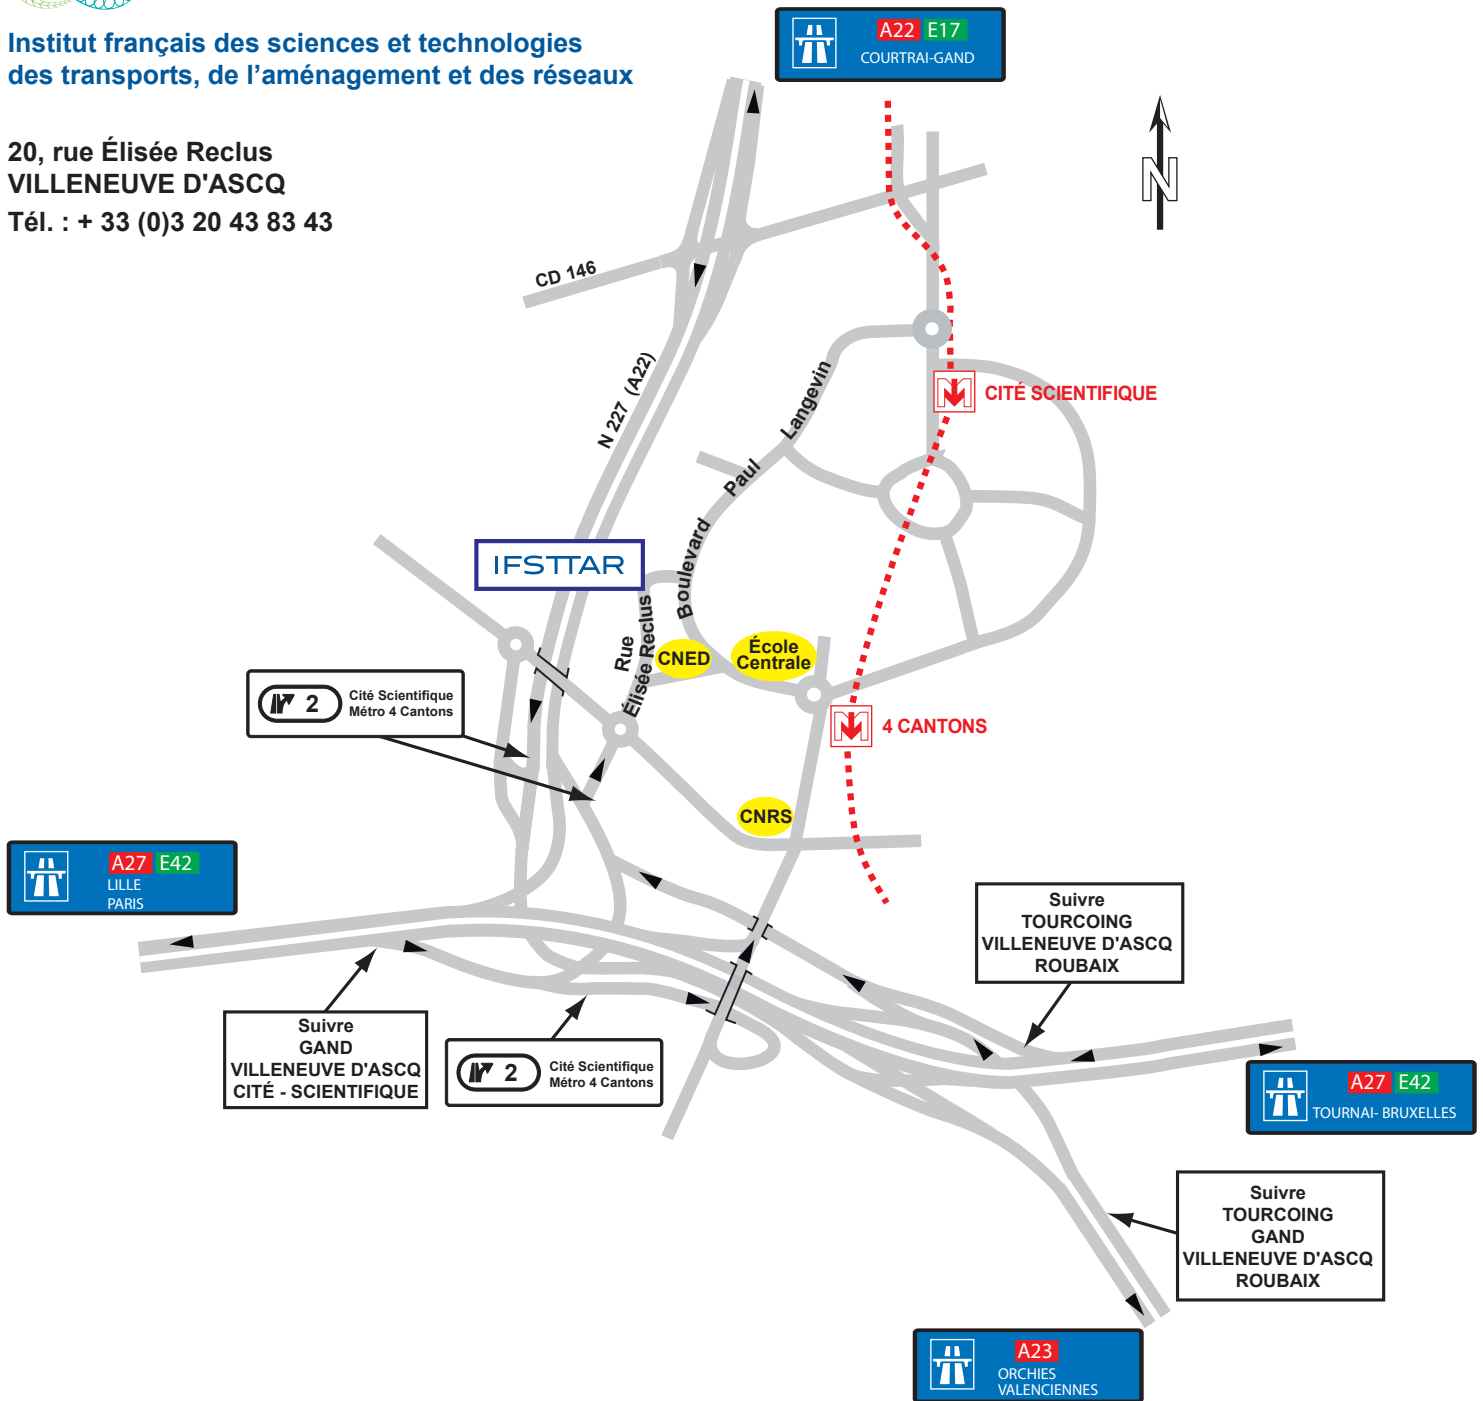 Institut français des sciences et technologies
des transports, de l’aménagement et des réseaux
20, rue Élisée Reclus
VILLENEUVE D'ASCQ
Tél. : + 33 (0)3 20 43 83 43
A22 E17
COURTRAI-GAND
N
CD 146
N 227 (A22)
Boulevard Paul Langevin
M
CITÉ SCIENTIFIQUE
IFSTTAR
Rue
Élisée Reclus
CNED
École
Centrale
2
Cité Scientifique
Métro 4 Cantons
M
4 CANTONS
CNRS
A27 E42
LILLE
PARIS
Suivre
TOURCOING
VILLENEUVE D'ASCQ
ROUBAIX
Suivre
GAND
VILLENEUVE D'ASCQ
CITÉ - SCIENTIFIQUE
2
Cité Scientifique
Métro 4 Cantons
A27 E42
TOURNAI- BRUXELLES
Suivre
TOURCOING
GAND
VILLENEUVE D'ASCQ
ROUBAIX
A23
ORCHIES
VALENCIENNES